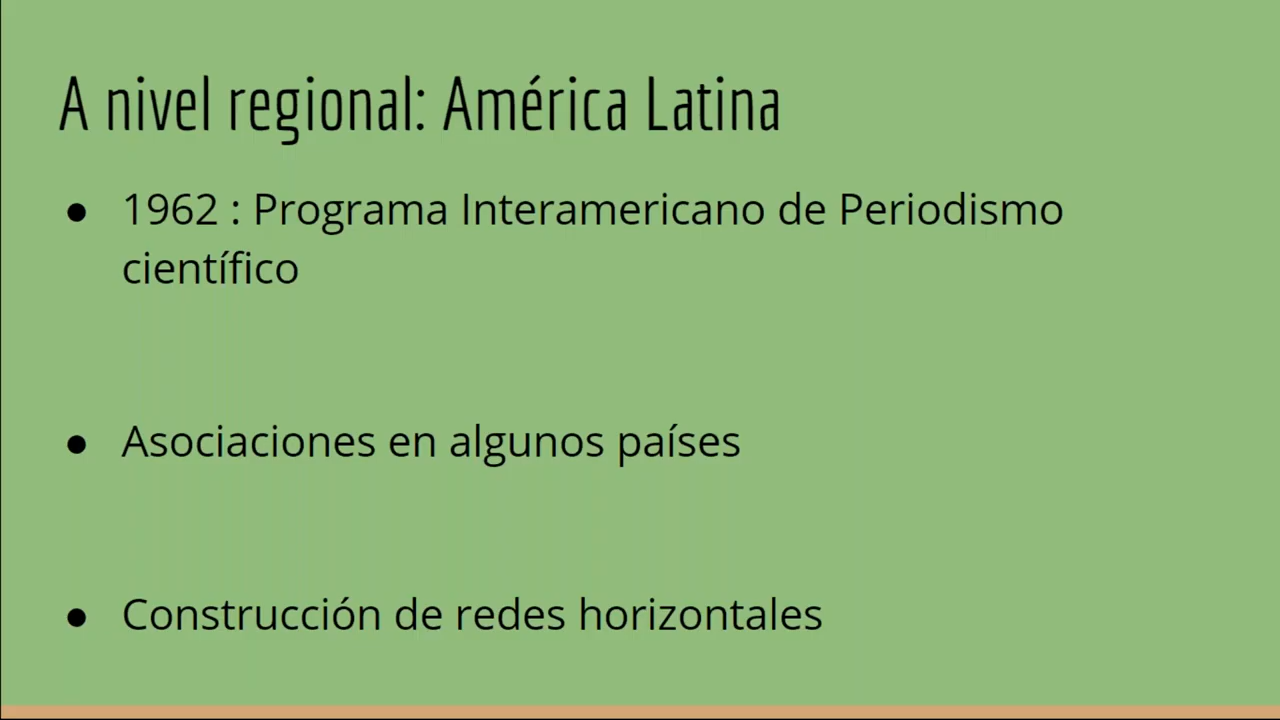 A nivel regional: América Latina
● 1962 : Programa Interamericano de Periodismo
científico
● Asociaciones en algunos países
● Construcción de redes horizontales